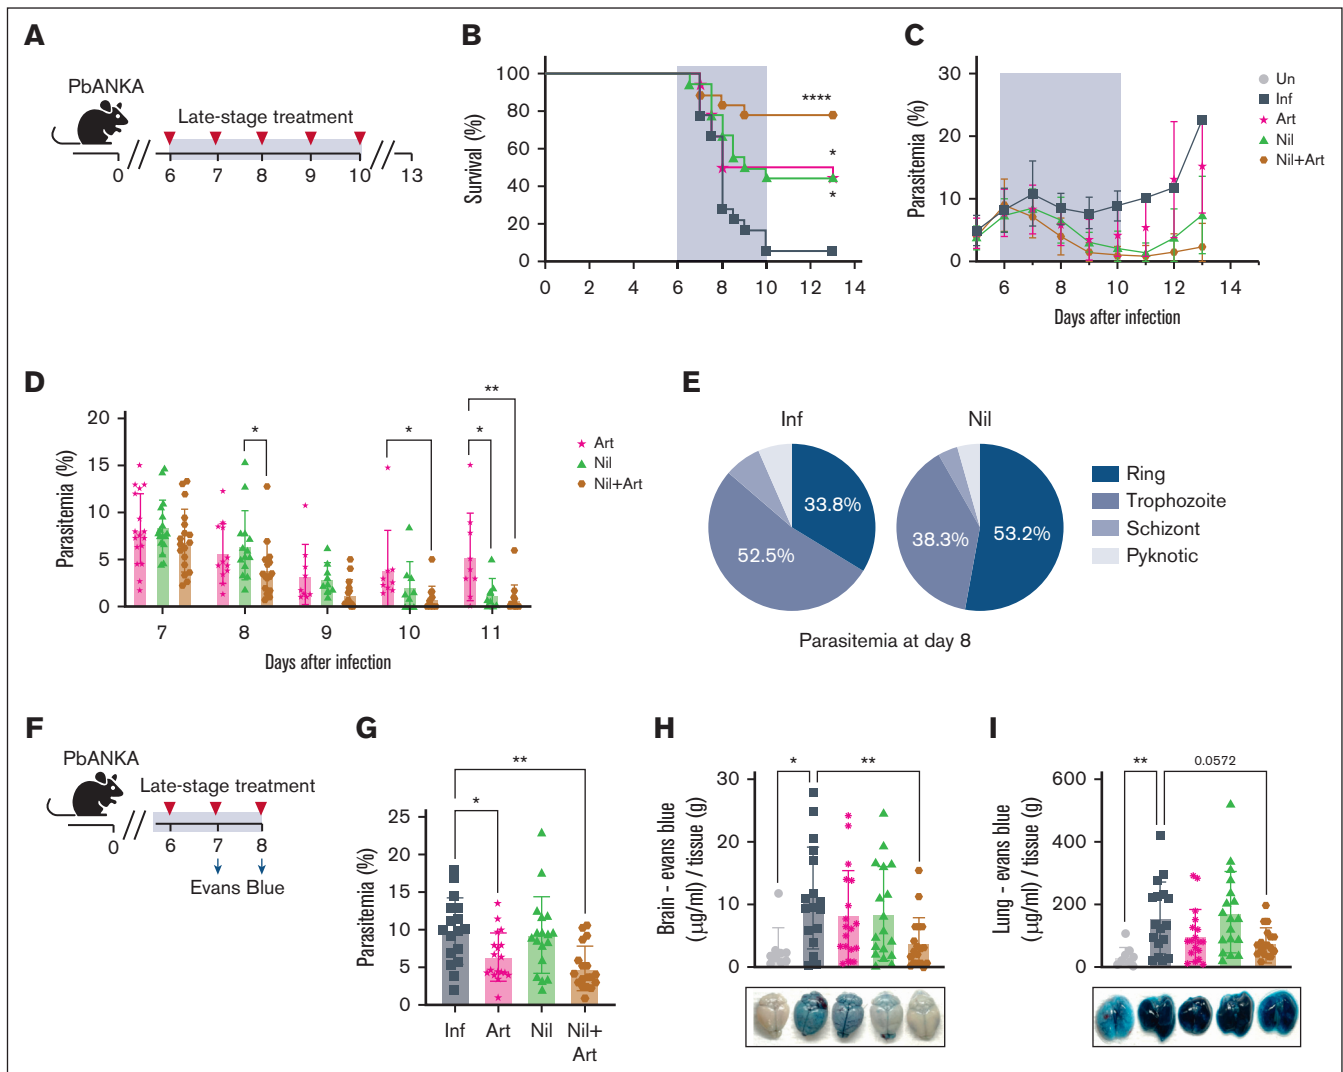 A
PbANKA
Late-stage treatment
0 6 7 8 9 10 13
B
Survival (%)
100
80
60
40
20
0
****
*
*
0 2 4 6 8 10 12 14
C
Parasitemia (%)
30
20
10
0
6 8 10 12 14
Days after infection
Un
Inf
Art
Nil
Nil+Art
D
Parasitemia (%)
20
15
10
5
0
* * * **
7 8 9 10 11
Days after infection
Art
Nil
Nil+Art
E
Inf Nil
33.8%
52.5%
53.2%
38.3%
Ring
Trophozoite
Schizont
Pyknotic
Parasitemia at day 8
F
PbANKA
Late-stage treatment
0 6 7 8
Evans Blue
G
Parasitemia (%)
25
20
15
10
5
0
**
*
Inf Art Nil Nil+
Art
H
Brain - evans blue
(μg/ml) / tissue (g)
30
20
10
0
* **
I
Lung - evans blue
(μg/ml) / tissue (g)
600
400
200
0
** 0.0572